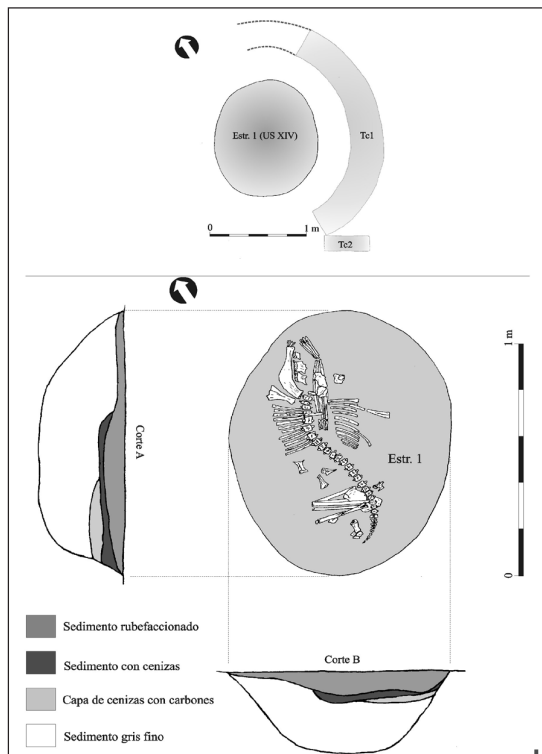 Estr. 1 (US XIV)
Tc1
0
1 m
Tc2
Corte A
Estr. 1
1 m
0
Corte B
Sedimento rubefaccionado
Sedimento con cenizas
Capa de cenizas con carbones
Sedimento gris fino